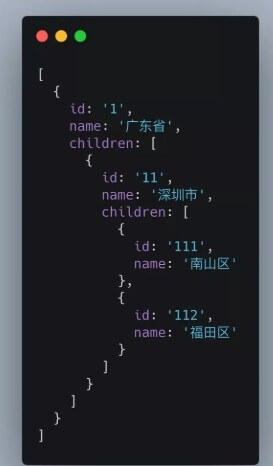 [
  {
    id: '1',
    name: '广东省',
    children: [
      {
        id: '11',
        name: '深圳市',
        children: [
          {
            id: '111',
            name: '南山区'
          },
          {
            id: '112',
            name: '福田区'
          }
        ]
      }
    ]
  }
]